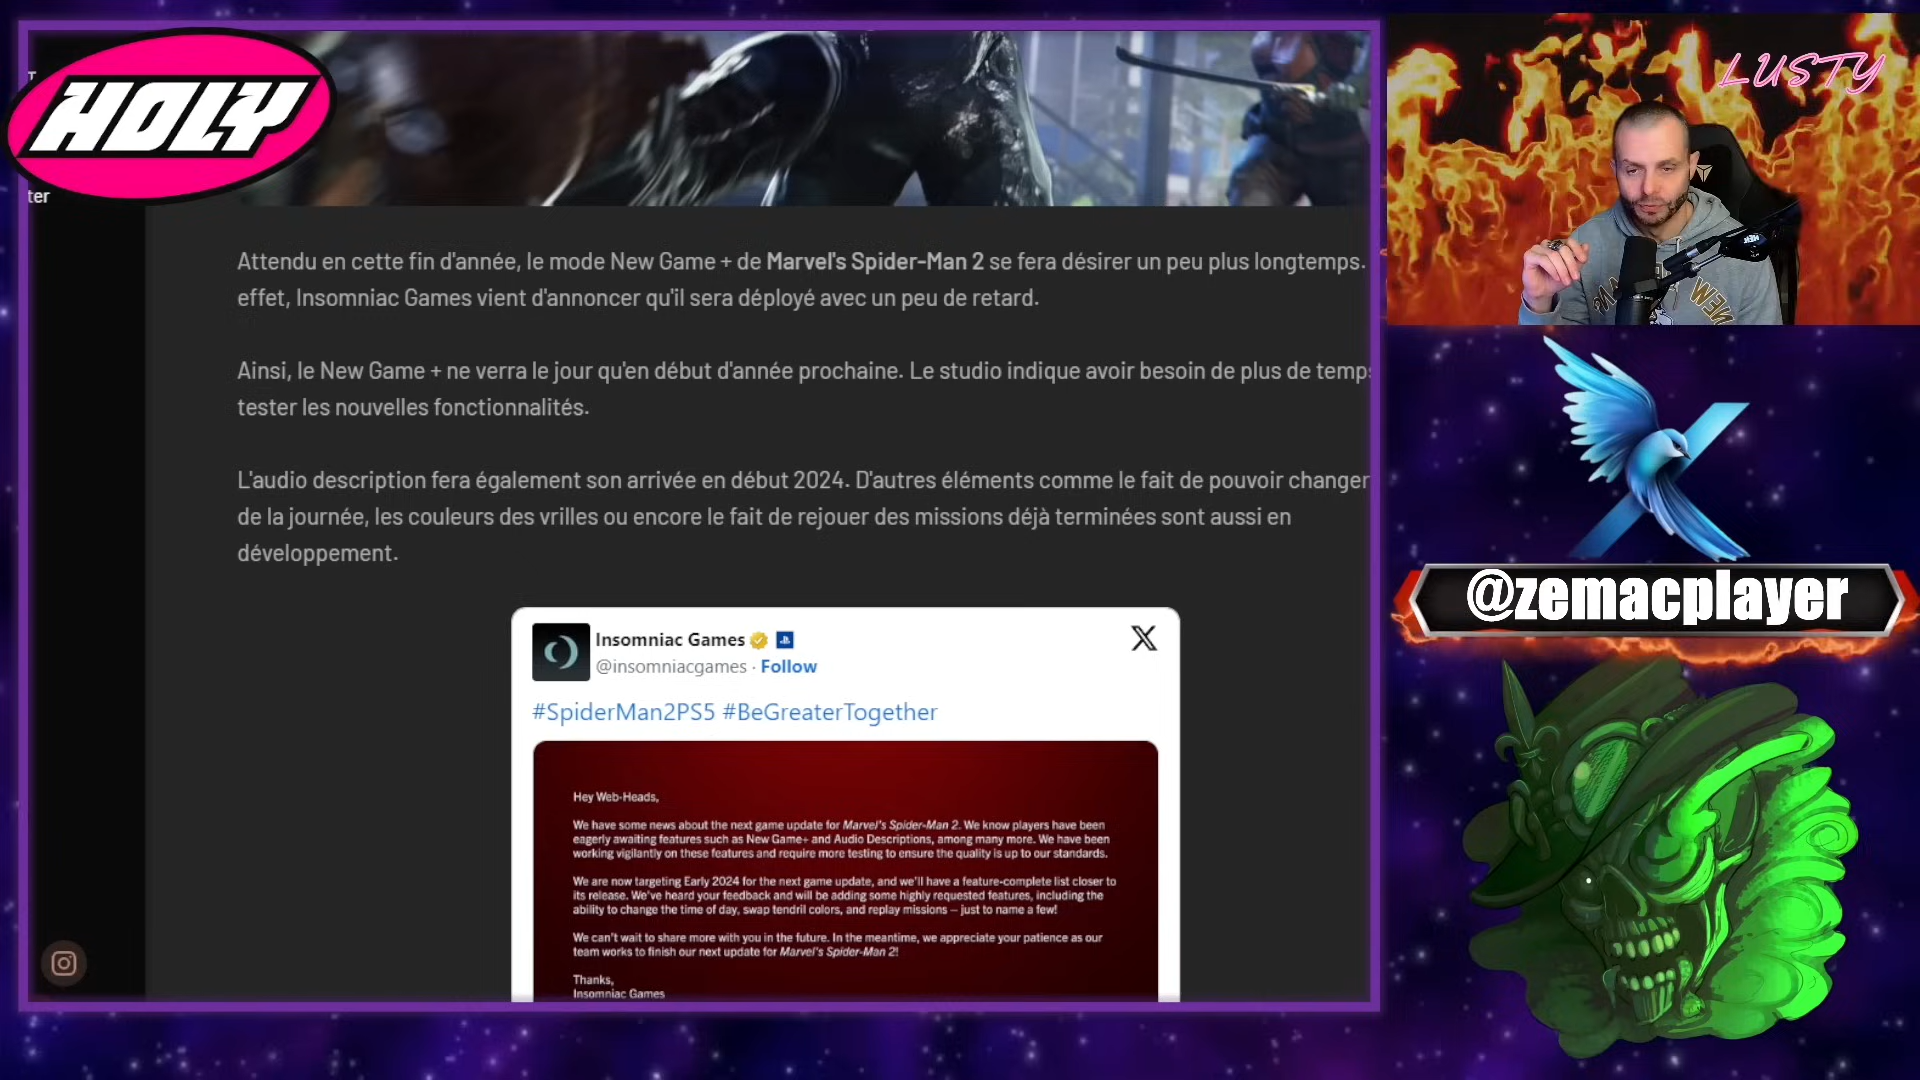 HOLY
LUSTY
ter
Attendu en cette fin d'année, le mode New Game + de Marvel's Spider-Man 2 se fera désirer un peu plus longtemps.
effet, Insomniac Games vient d'annoncer qu'il sera déployé avec un peu de retard.
Ainsi, le New Game + ne verra le jour qu'en début d'année prochaine. Le studio indique avoir besoin de plus de temps
tester les nouvelles fonctionnalités.
L'audio description fera également son arrivée en début 2024. D'autres éléments comme le fait de pouvoir changer
de la journée, les couleurs des vrilles ou encore le fait de rejouer des missions déjà terminées sont aussi en
développement.
Insomniac Games
@insomniacgames · Follow
#SpiderMan2PS5 #BeGreaterTogether
Hey Web-Heads,
We have some news about the next game update for Marvel's Spider-Man 2. We know players have been
eagerly awaiting features such as New Game+ and Audio Descriptions, among many more. We have been
working vigilantly on these features and require more testing to ensure the quality is up to our standards.
We are now targeting Early 2024 for the next game update, and we'll have a feature-complete list closer to
its release. We've heard your feedback and will be adding some highly requested features, including the
ability to change the time of day, swap tendril colors, and replay missions – just to name a few!
We can't wait to share more with you in the future. In the meantime, we appreciate your patience as our
team works to finish our next update for Marvel's Spider-Man 2!
Thanks,
Insomniac Games
@zemacplayer